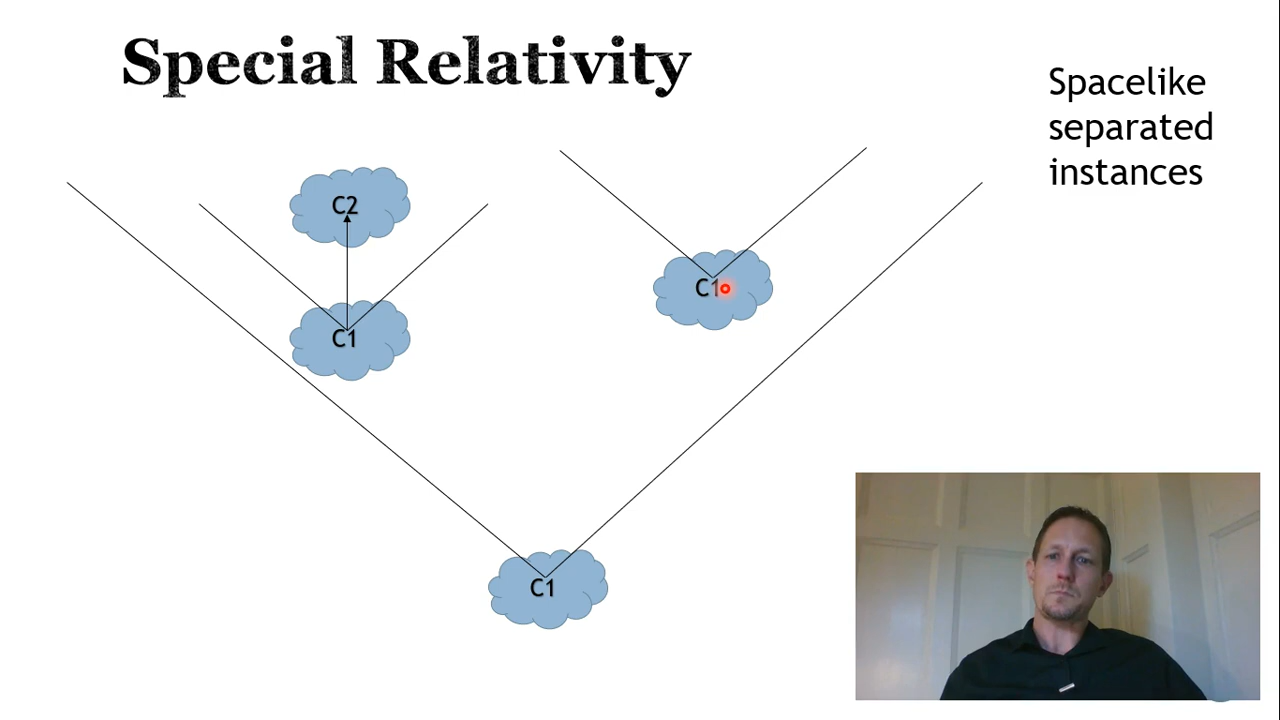 Special Relativity
Spacelike
separated
instances
C2
C1
C1
C1